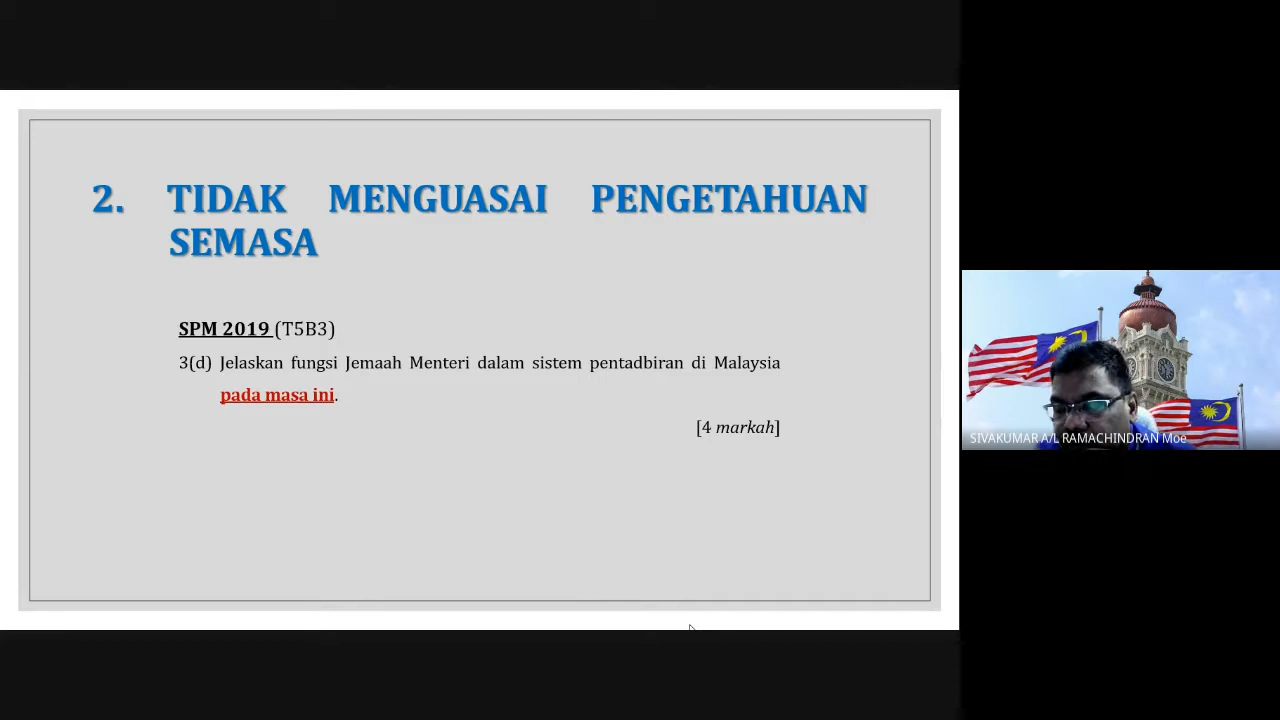 2. TIDAK MENGUASAI PENGETAHUAN
SEMASA
SPM 2019 (T5B3)
3(d) Jelaskan fungsi Jemaah Menteri dalam sistem pentadbiran di Malaysia
pada masa ini.
[4 markah]
SIVAKUMAR A/L RAMACHINDRAN Moe